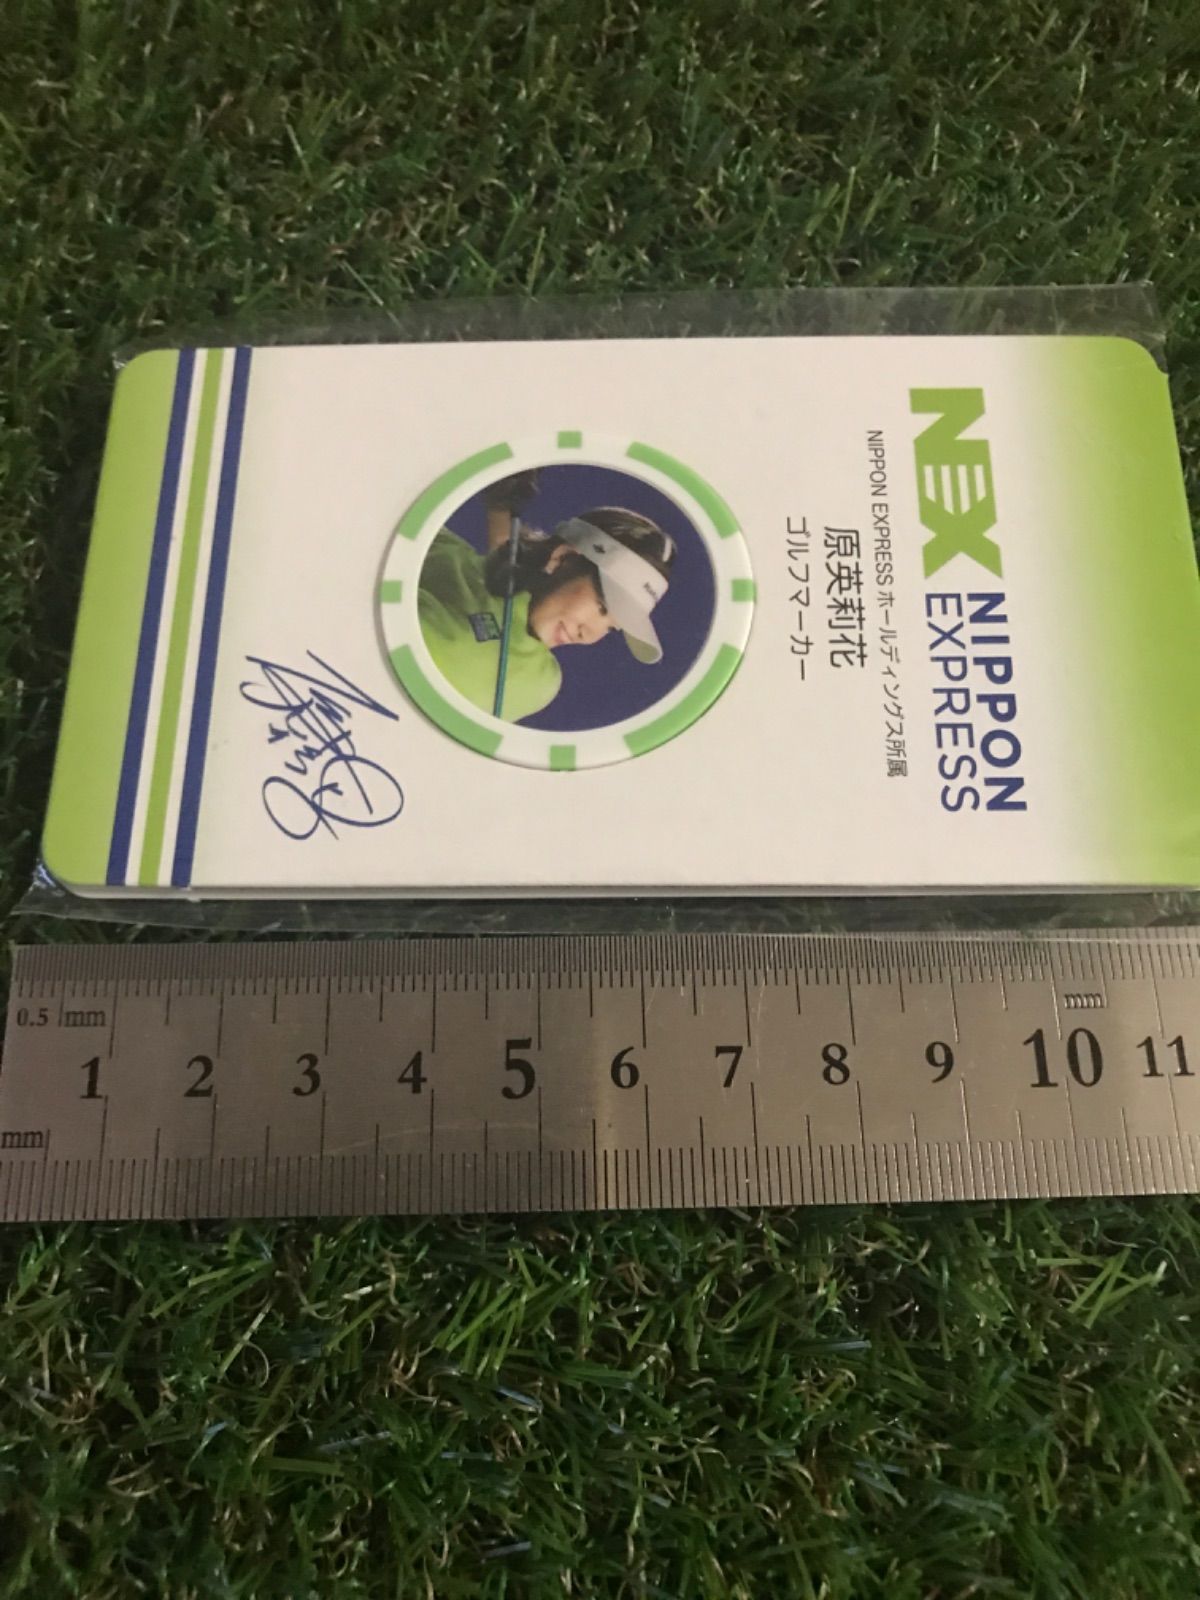 NEX
NIPPON
EXPRESS
NIPPON EXPRESS ホールディングス所属
原英莉花
ゴルフマーカー
0.5 mm
mm
1 2 3 4 5 6 7 8 9 10 11
mm